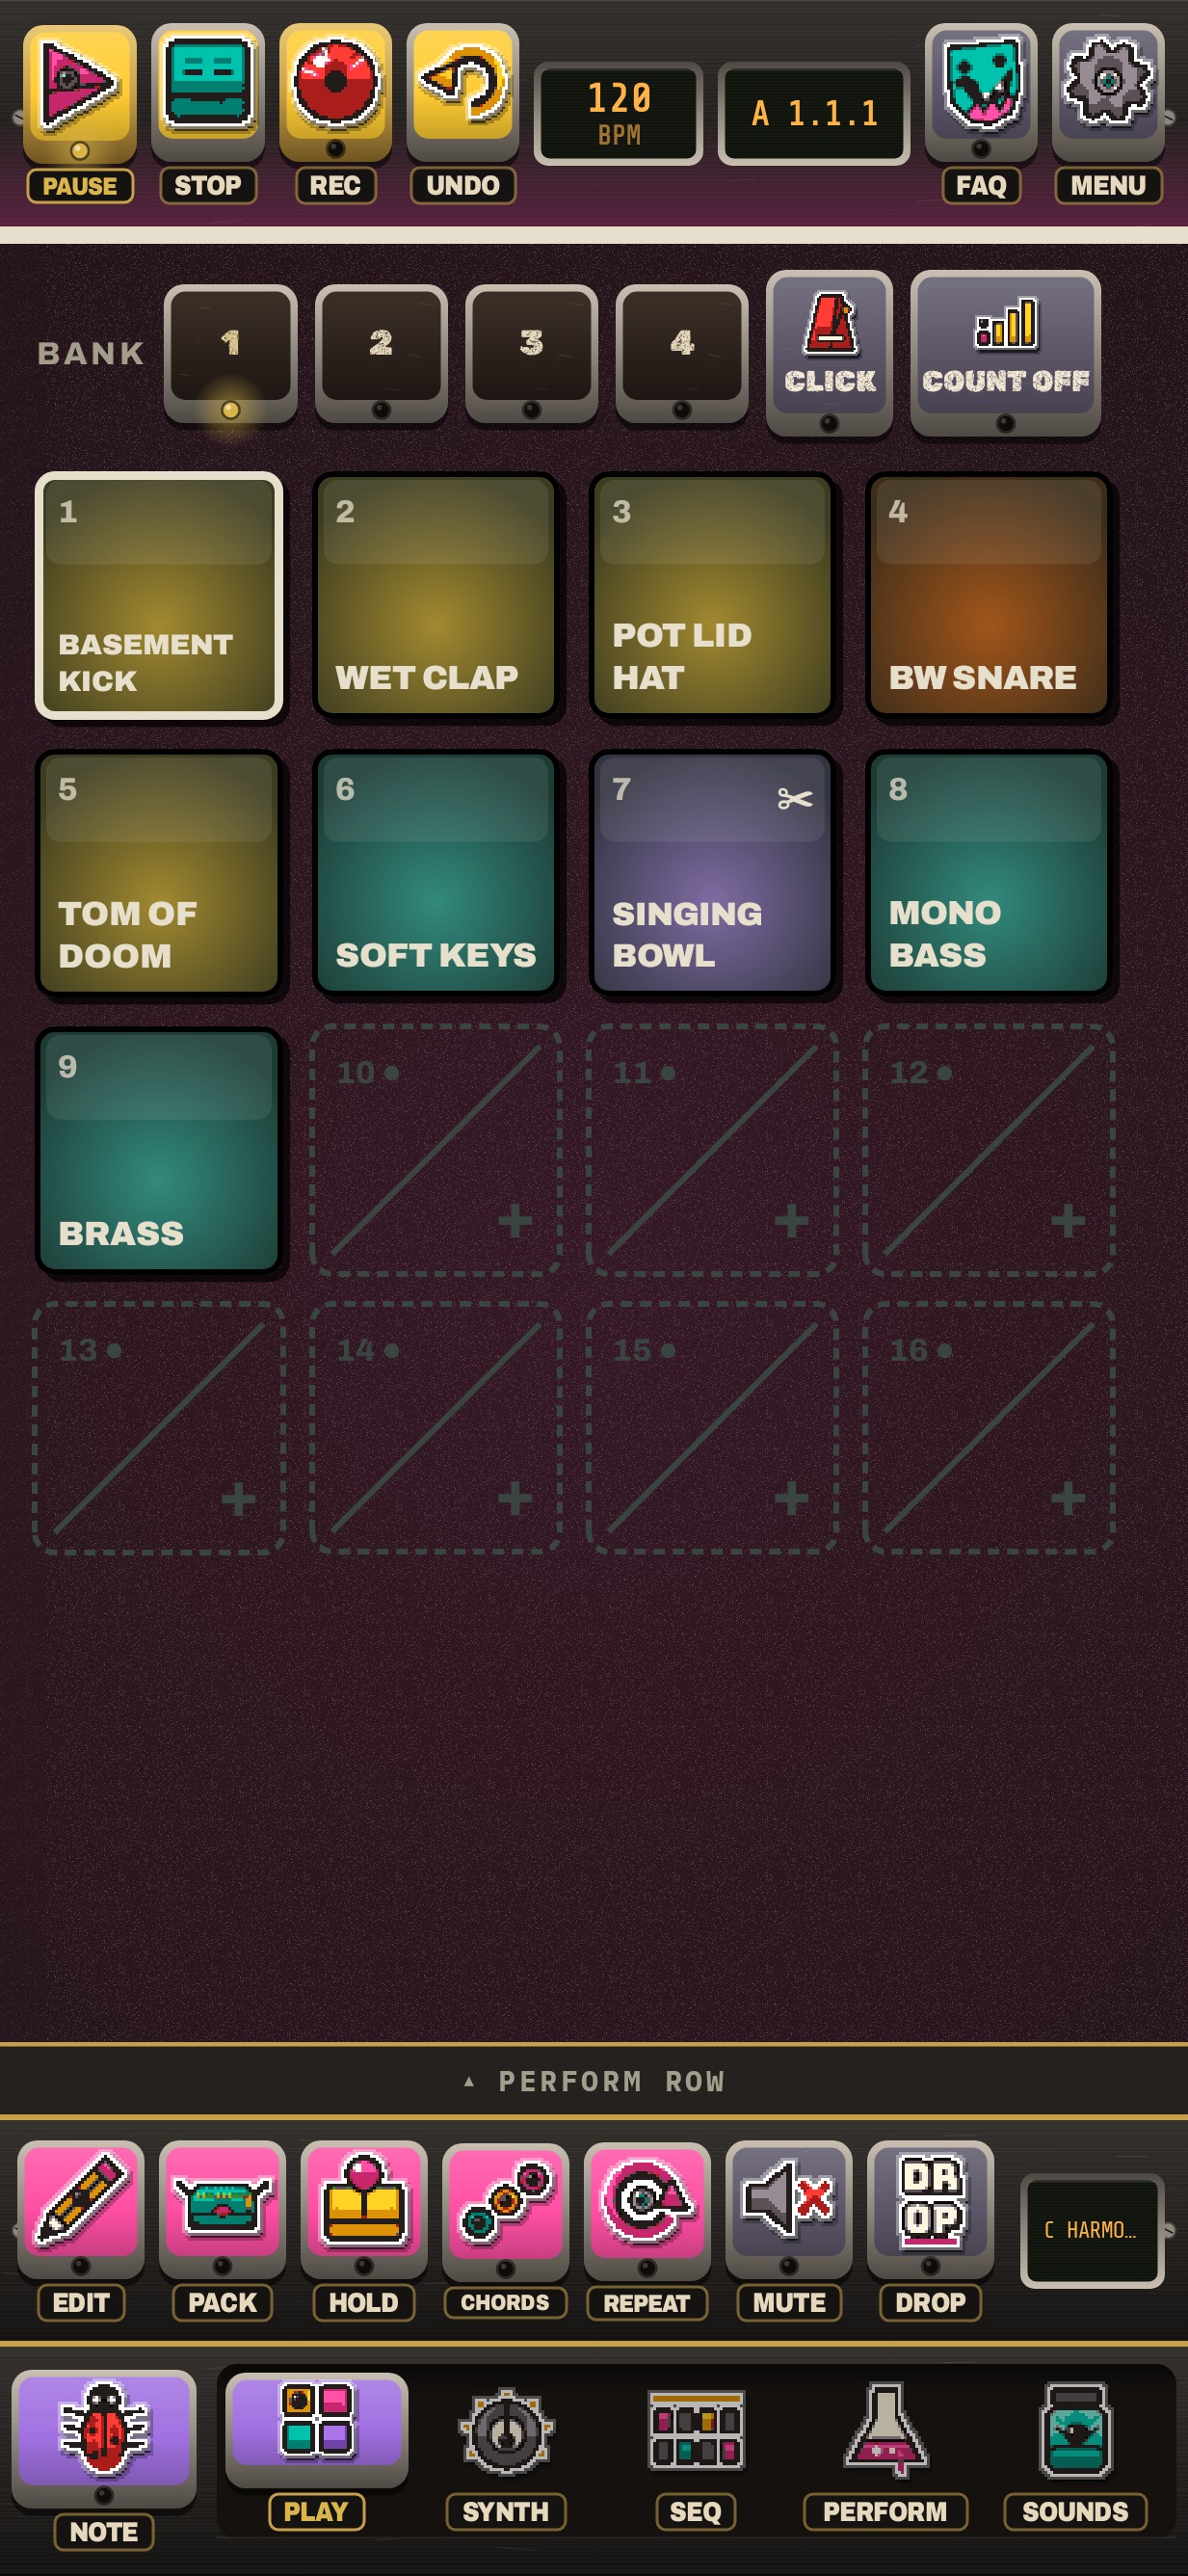 PAUSE STOP REC UNDO 120 BPM A 1.1.1 FAQ MENU
BANK 1 2 3 4 CLICK COUNT OFF
1 2 3 4
BASEMENT KICK WET CLAP POT LID HAT BW SNARE
5 6 7 8
TOM OF DOOM SOFT KEYS SINGING BOWL MONO BASS
9 10 11 12
BRASS
13 14 15 16
PERFORM ROW
DR
OP
C HARMO...
EDIT PACK HOLD CHORDS REPEAT MUTE DROP
NOTE PLAY SYNTH SEQ PERFORM SOUNDS